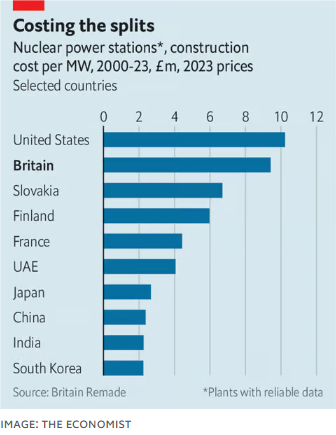 Costing the splits
Nuclear power stations*, construction
cost per MW, 2000-23, £m, 2023 prices
Selected countries
0 2 4 6 8 10 12
United States
Britain
Slovakia
Finland
France
UAE
Japan
China
India
South Korea
Source: Britain Remade *Plants with reliable data
IMAGE: THE ECONOMIST